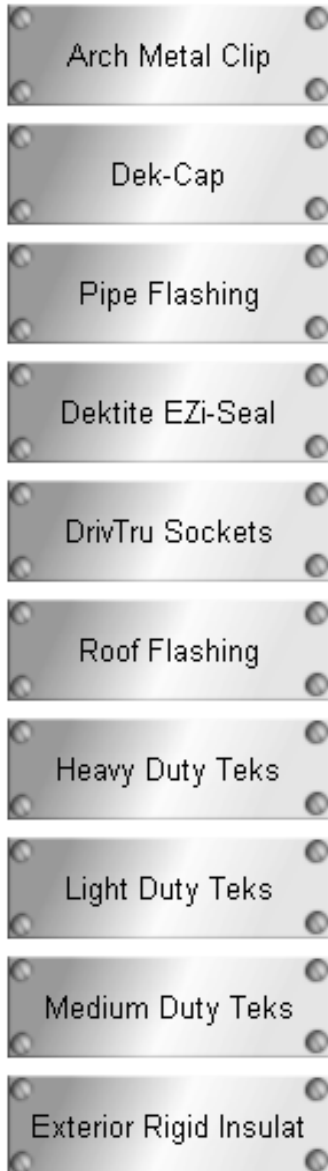 Arch Metal Clip
Dek-Cap
Pipe Flashing
Dektite EZi-Seal
DrivTru Sockets
Roof Flashing
Heavy Duty Teks
Light Duty Teks
Medium Duty Teks
Exterior Rigid Insulat